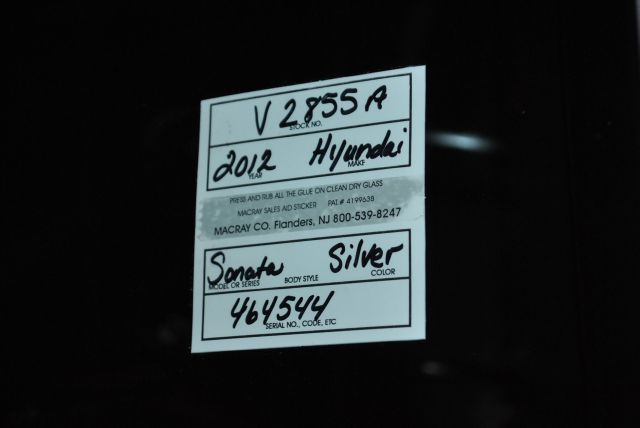 V 2855A
STOCK NO.
2012 Hyundai
YEAR MAKE
PRESS AND RUB ALL THE GLUE ON CLEAN DRY GLASS
MACRAY SALES AID STICKER PAT. # 4199638
MACRAY CO. Flanders, NJ 800-539-8247
Sonata Silver
MODEL OR SERIES BODY STYLE COLOR
464544
SERIAL NO., CODE, ETC